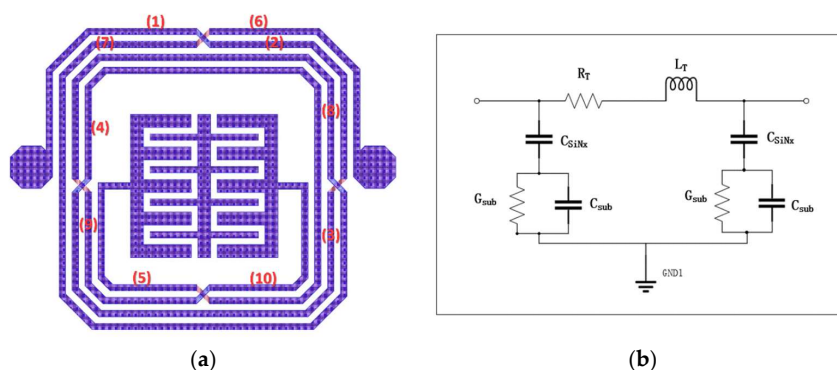 (1)
(6)
(7)
(2)
(4)
(8)
(9)
(3)
(5)
(10)
R_T
L_T
C_SiNx
C_SiNx
G_sub
C_sub
G_sub
C_sub
GND1
(a)
(b)